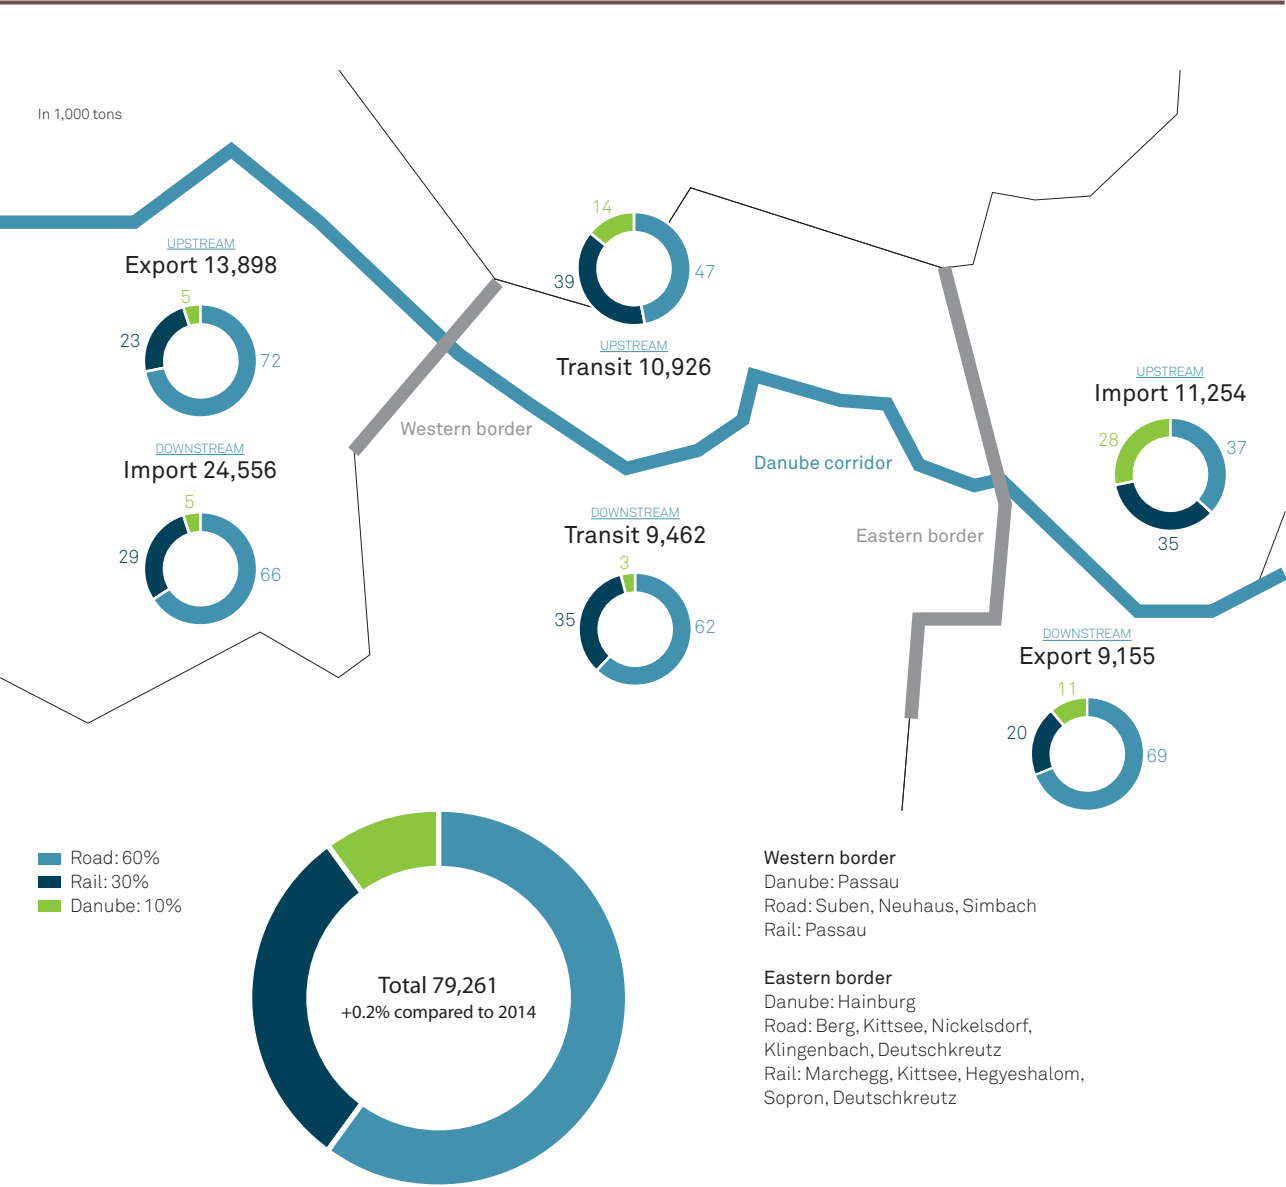 In 1,000 tons
UPSTREAM
Export 13,898
5
23
72
DOWNSTREAM
Import 24,556
5
29
66
14
39
47
UPSTREAM
Transit 10,926
Western border
Danube corridor
DOWNSTREAM
Transit 9,462
3
35
62
Eastern border
UPSTREAM
Import 11,254
28
37
35
DOWNSTREAM
Export 9,155
11
20
69
Road: 60%
Rail: 30%
Danube: 10%
Total 79,261
+0.2% compared to 2014
Western border
Danube: Passau
Road: Suben, Neuhaus, Simbach
Rail: Passau
Eastern border
Danube: Hainburg
Road: Berg, Kittsee, Nickelsdorf,
Klingenbach, Deutschkreutz
Rail: Marchegg, Kittsee, Hegyeshalom,
Sopron, Deutschkreutz